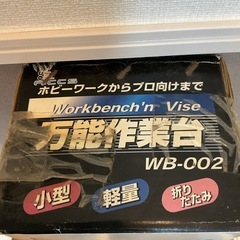 ACCS
ホビーワークからプロ向けまで
Workbench'n Vise
万能作業台
WB-002
小型
軽量
折りたたみ